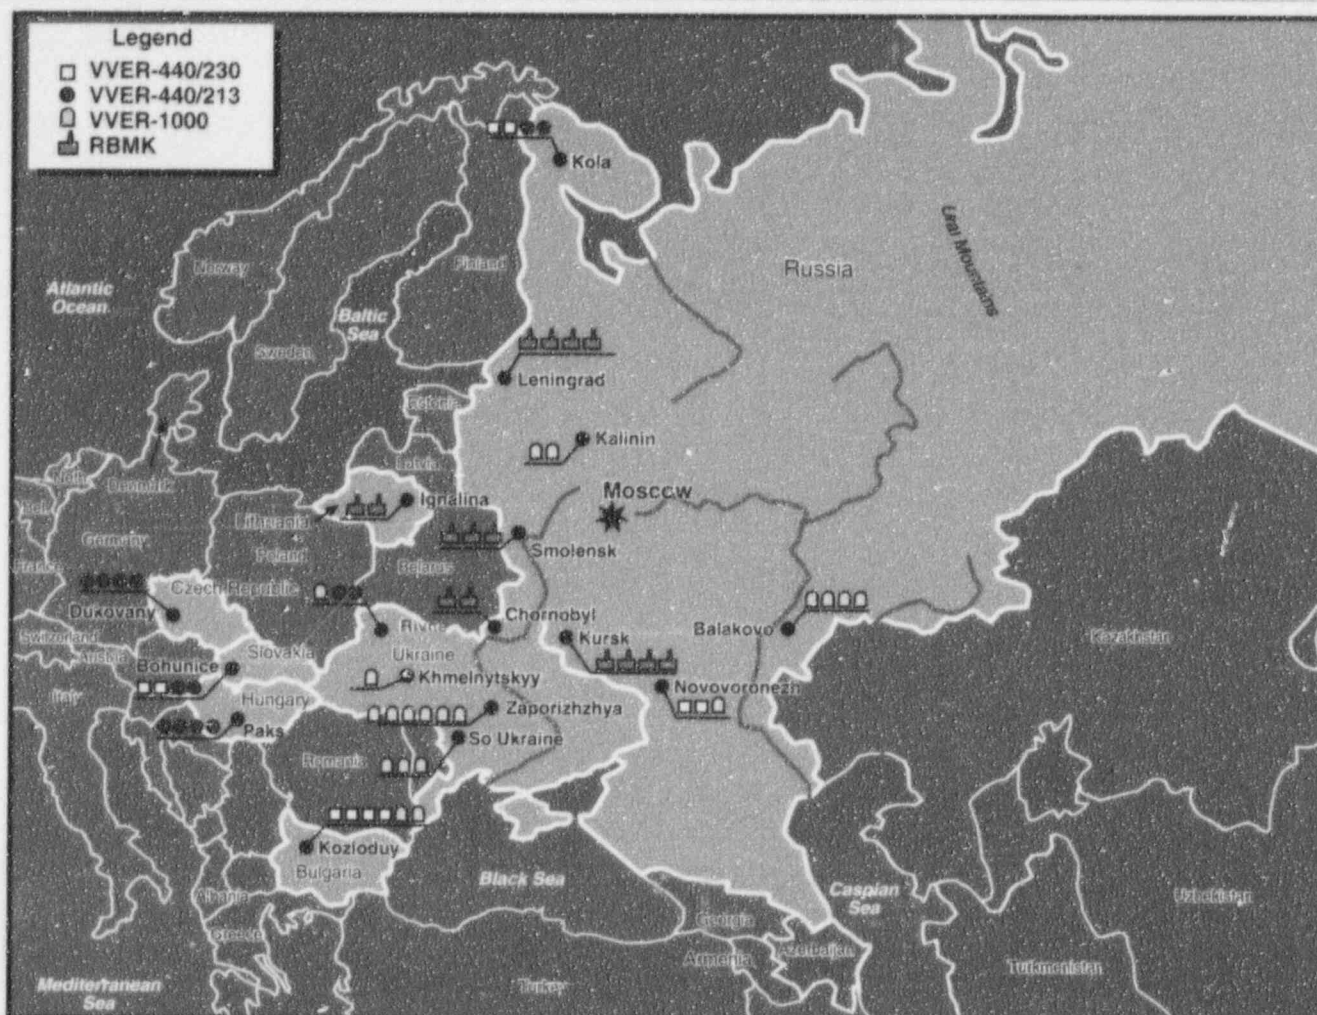 Legend
VVER-440/230
VVER-440/213
VVER-1000
RBMK
Kola
Norway
Finland
Russia
Ural Mountains
Atlantic
Ocean
Baltic
Sea
Sweden
Leningrad
Estonia
Kalinin
Latvia
Neth
Denmark
Ignalina
Mosccw
Lithuania
Bel
Germany
Poland
Smolensk
France
Belarus
Czech Republic
Dukovany
Rivne
Chornobyl
Balakovo
Kursk
Kazakhstan
Switzerland
Austria
Slovakia
Ukraine
Bohunice
Khmelnytskyy
Novovoronezh
Italy
Hungary
Zaporizhzhya
Paks
So Ukraine
Romania
Kozloduy
Bulgaria
Black Sea
Caspian
Sea
Albania
Uzbekistan
Georgia
Greece
Azerbaijan
Armenia
Turkmenistan
Mediterranean
Sea
Turkey